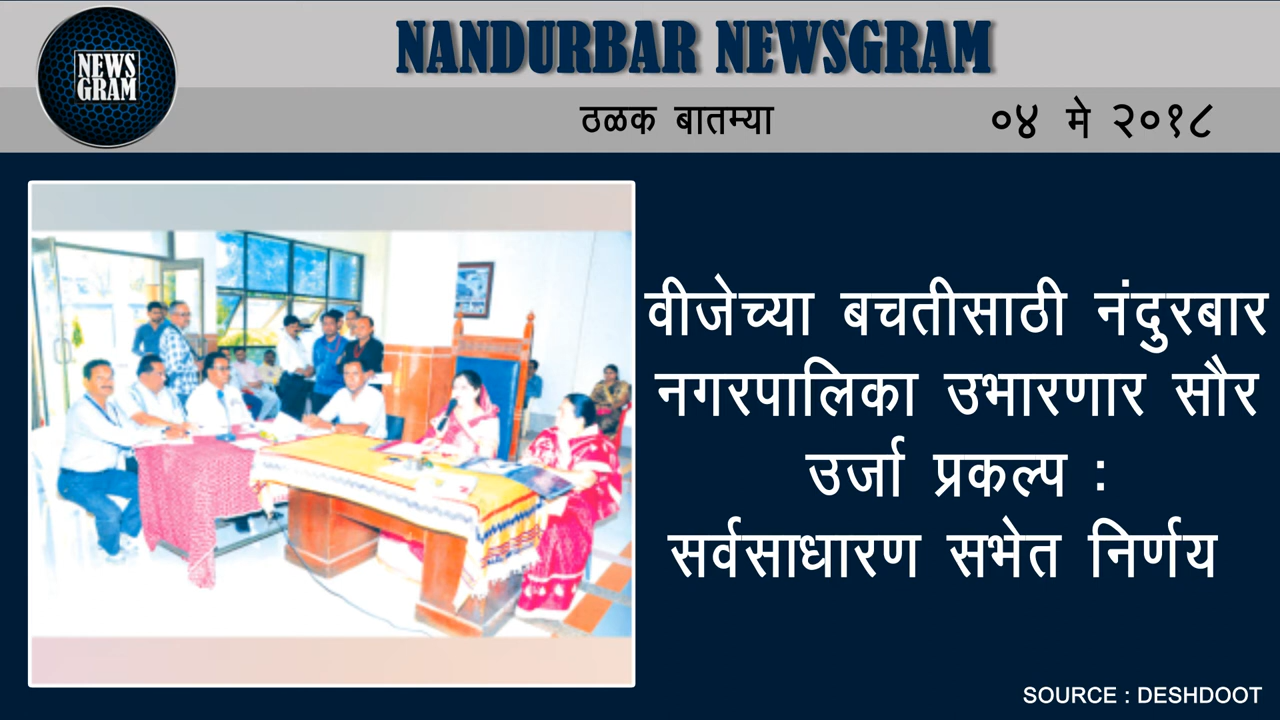 NEWS
GRAM
NANDURBAR NEWSGRAM
ठळक बातम्या
०४ मे २०१८
वीजेच्या बचतीसाठी नंदुरबार
नगरपालिका उभारणार सौर
उर्जा प्रकल्प :
सर्वसाधारण सभेत निर्णय
SOURCE : DESHDOOT